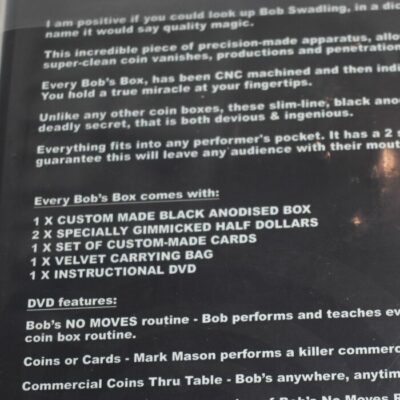 I am positive if you could look up Bob Swadling, in a dic
name it would say quality magic.
This incredible piece of precision-made apparatus, allo
super-clean coin vanishes, productions and penetration
Every Bob's Box, has been CNC machined and then indi
You hold a true miracle at your fingertips.
Unlike any other coin boxes, these slim-line, black ano
deadly secret, that is both devious & ingenious.
Everything fits into any performer's pocket. It has a 2 s
guarantee this will leave any audience with their mout
Every Bob's Box comes with:
1 X CUSTOM MADE BLACK ANODISED BOX
2 X SPECIALLY GIMMICKED HALF DOLLARS
1 X SET OF CUSTOM-MADE CARDS
1 X VELVET CARRYING BAG
1 X INSTRUCTIONAL DVD
DVD features:
Bob's NO MOVES routine - Bob performs and teaches ev
coin box routine.
Coins or Cards - Mark Mason performs a killer commerc
Commercial Coins Thru Table - Bob's anywhere, anytim
of Bob's No Moves R